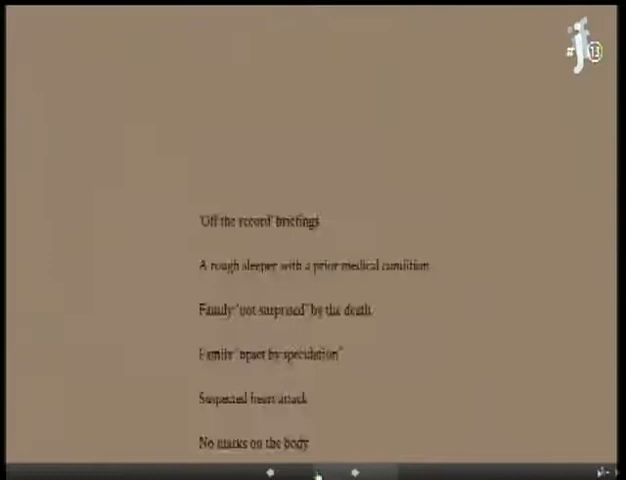 #ijf13
'Off the record' briefings
A rough sleeper with a prior medical condition
Family "not surprised" by the death
Family "upset by speculation"
Suspected heart attack
No marks on the body